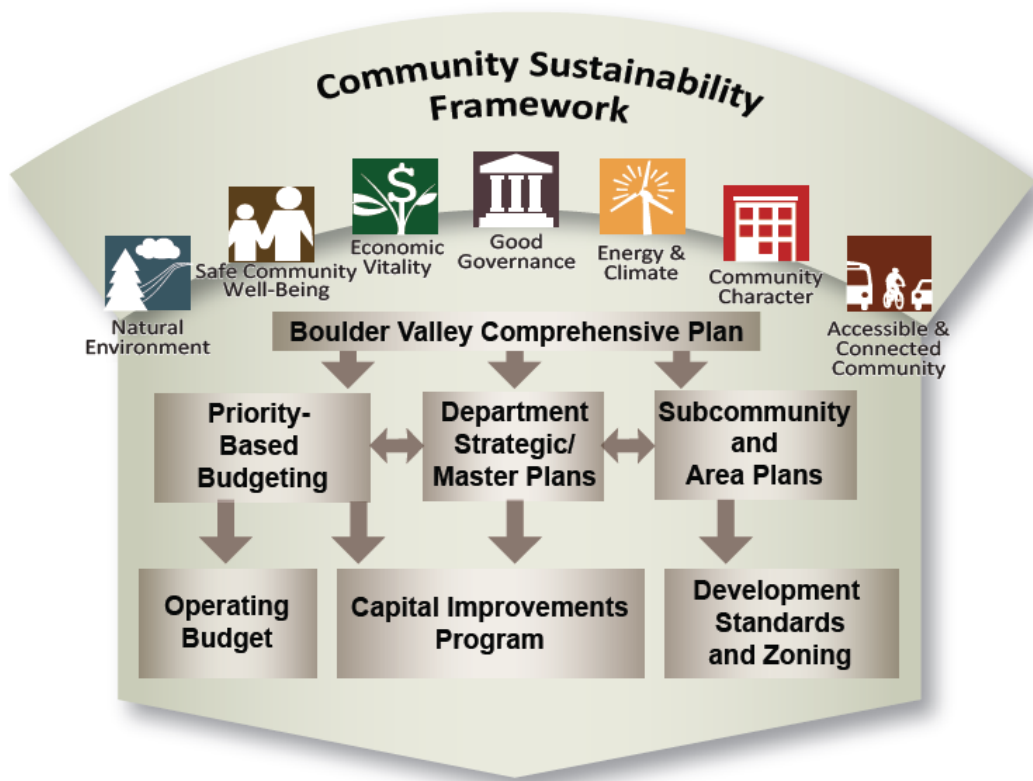 Community Sustainability
Framework
Natural
Environment
Safe Community
Well-Being
Economic
Vitality
Good
Governance
Energy &
Climate
Community
Character
Accessible &
Connected
Community
Boulder Valley Comprehensive Plan
Priority-
Based
Budgeting
Department
Strategic/
Master Plans
Subcommunity
and
Area Plans
Operating
Budget
Capital Improvements
Program
Development
Standards
and Zoning